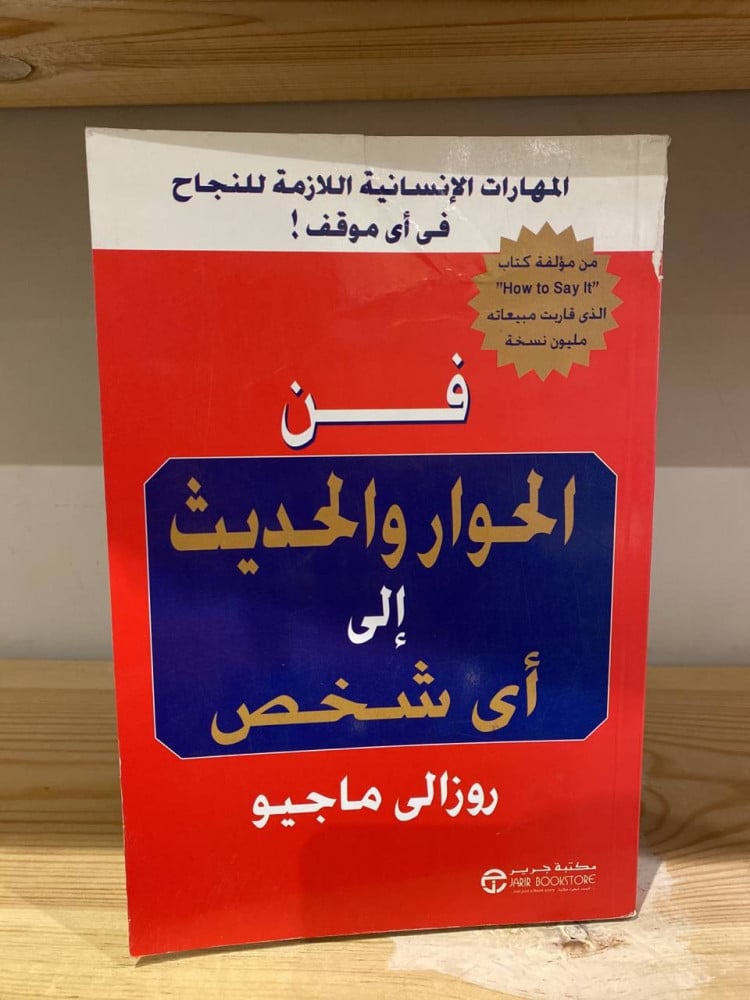 المهارات الإنسانية اللازمة للنجاح
فى أى موقف !
من مؤلفة كتاب
"How to Say It"
الذى قاربت مبيعاته
مليون نسخة
فن
الحوار والحديث
إلى
أى شخص
روزالى ماجيو
مكتبة جرير
JARIR BOOKSTORE